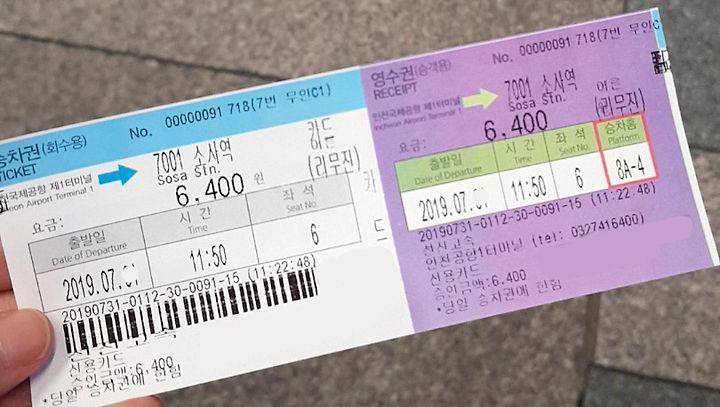 승차권(회수용)
TICKET
No. 00000091 718(7번 무인C1)
인천국제공항 제1터미널
Incheon Airport Terminal 1
7001 소사역
Sosa Stn.
카드
(리무진)
요금:
6,400 원
출발일
Date of Departure
시 간
Time
좌 석
Seat No.
2019.07.
11:50
6
20190731-0112-30-0091-15 (11:22:48)
신용카드
승인금액:6,400
*당일 승차권에 한함
영수권(승객용)
RECEIPT
No. 00000091 718(7번 무인C
인천국제공항 제1터미널
Incheon Airport Terminal 1
7001 소사역
Sosa Stn.
어른
(리무진)
요금:
6,400
출발일
Date of Departure
시 간
Time
좌 석
Seat No.
승차홈
Platform
2019.07.
11:50
6
8A-4
20190731-0112-30-0091-15 (11:22:48)
인천공항1터미널 (tel: 0327416400)
신용카드
승인금액:6,400
*당일 승차권에 한함